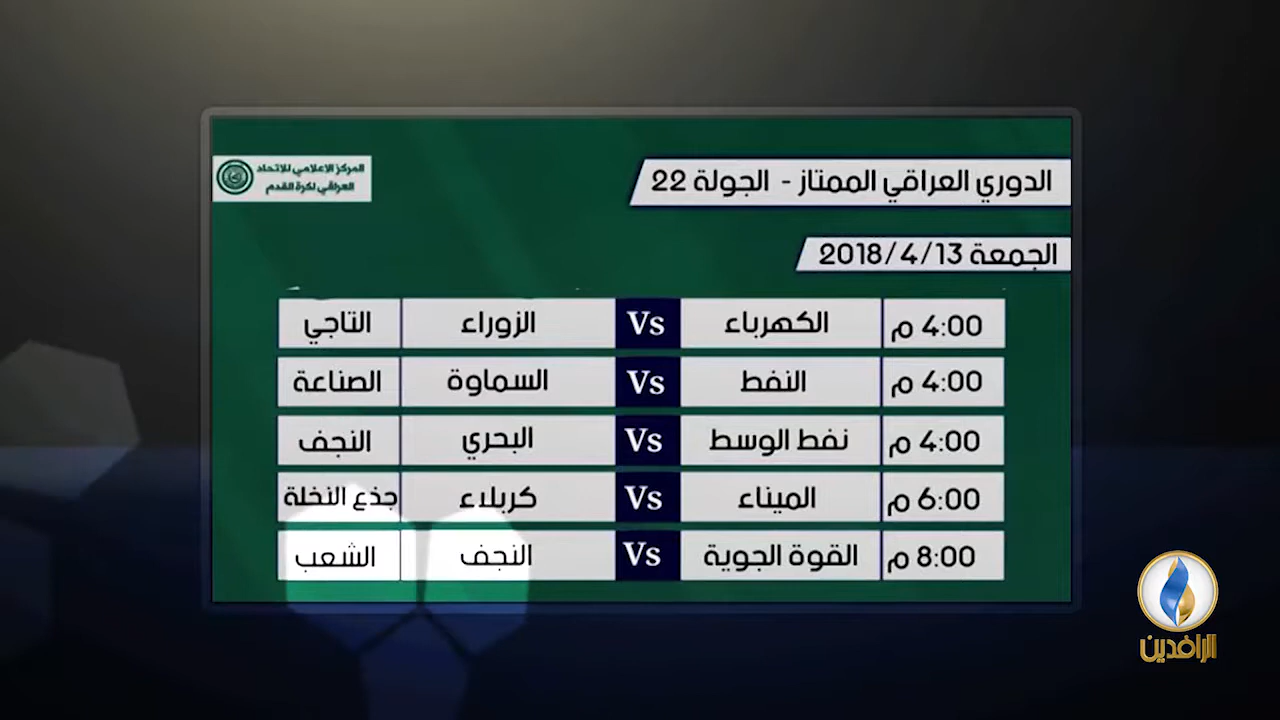 المركز الاعلامي للاتحاد
العراقي لكرة القدم
الدوري العراقي الممتاز - الجولة 22
الجمعة 2018/4/13
4:00 م الكهرباء Vs الزوراء التاجي
4:00 م النفط Vs السماوة الصناعة
4:00 م نفط الوسط Vs البحري النجف
6:00 م الميناء Vs كربلاء جذع النخلة
8:00 م القوة الجوية Vs النجف الشعب
الرافدين